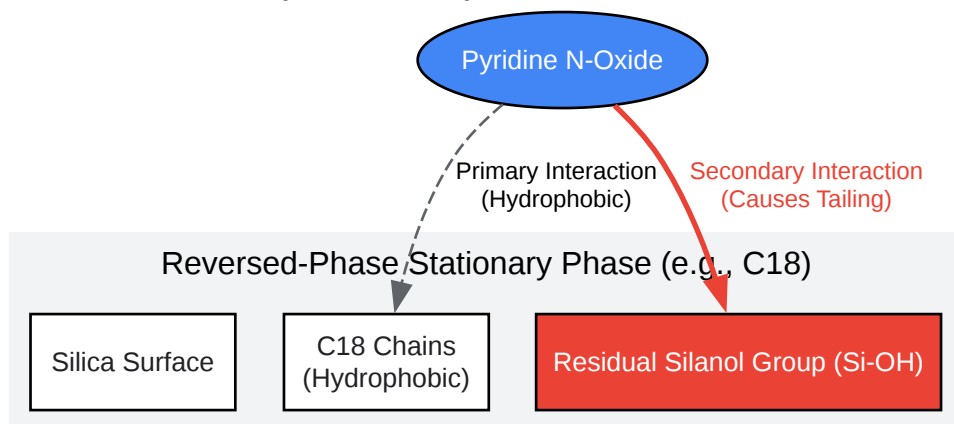 Pyridine N-Oxide
Primary Interaction
(Hydrophobic)
Secondary Interaction
(Causes Tailing)
Reversed-Phase Stationary Phase (e.g., C18)
Silica Surface
C18 Chains
(Hydrophobic)
Residual Silanol Group (Si-OH)